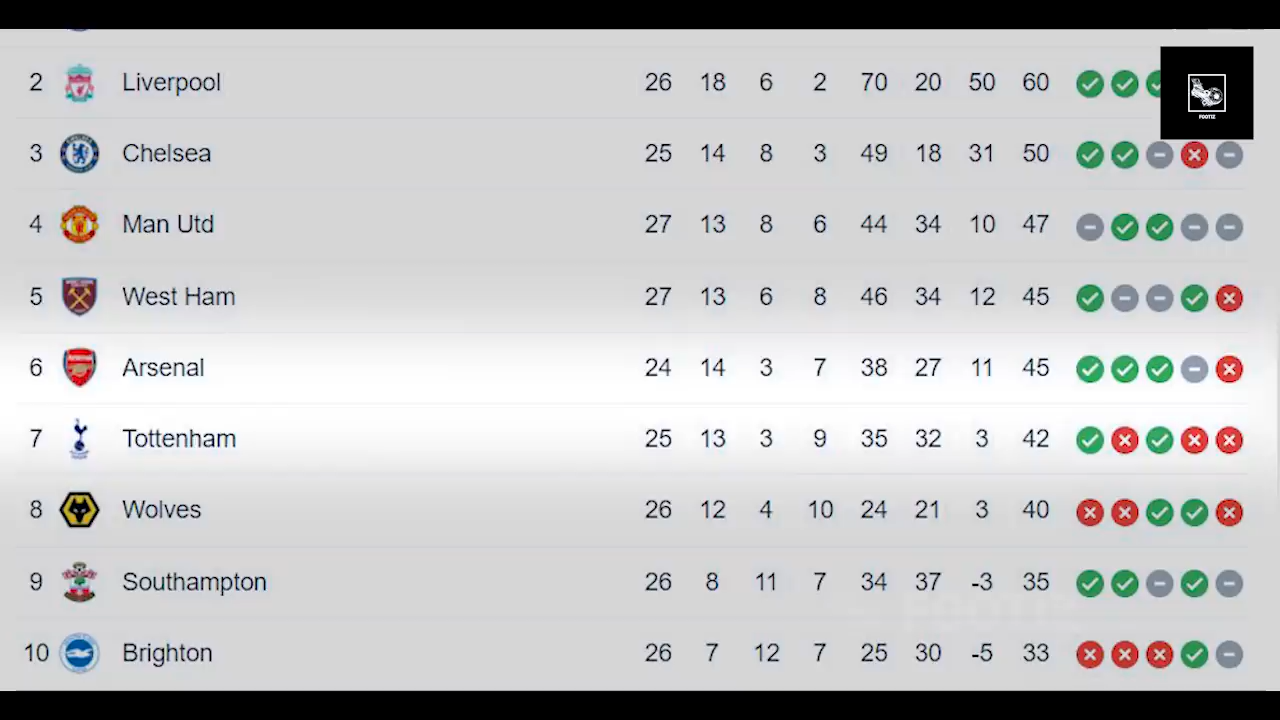 2 Liverpool 26 18 6 2 70 20 50 60
FOOTIZ
3 Chelsea 25 14 8 3 49 18 31 50
4 Man Utd 27 13 8 6 44 34 10 47
5 West Ham 27 13 6 8 46 34 12 45
6 Arsenal 24 14 3 7 38 27 11 45
7 Tottenham 25 13 3 9 35 32 3 42
8 Wolves 26 12 4 10 24 21 3 40
9 Southampton 26 8 11 7 34 37 -3 35
10 Brighton 26 7 12 7 25 30 -5 33